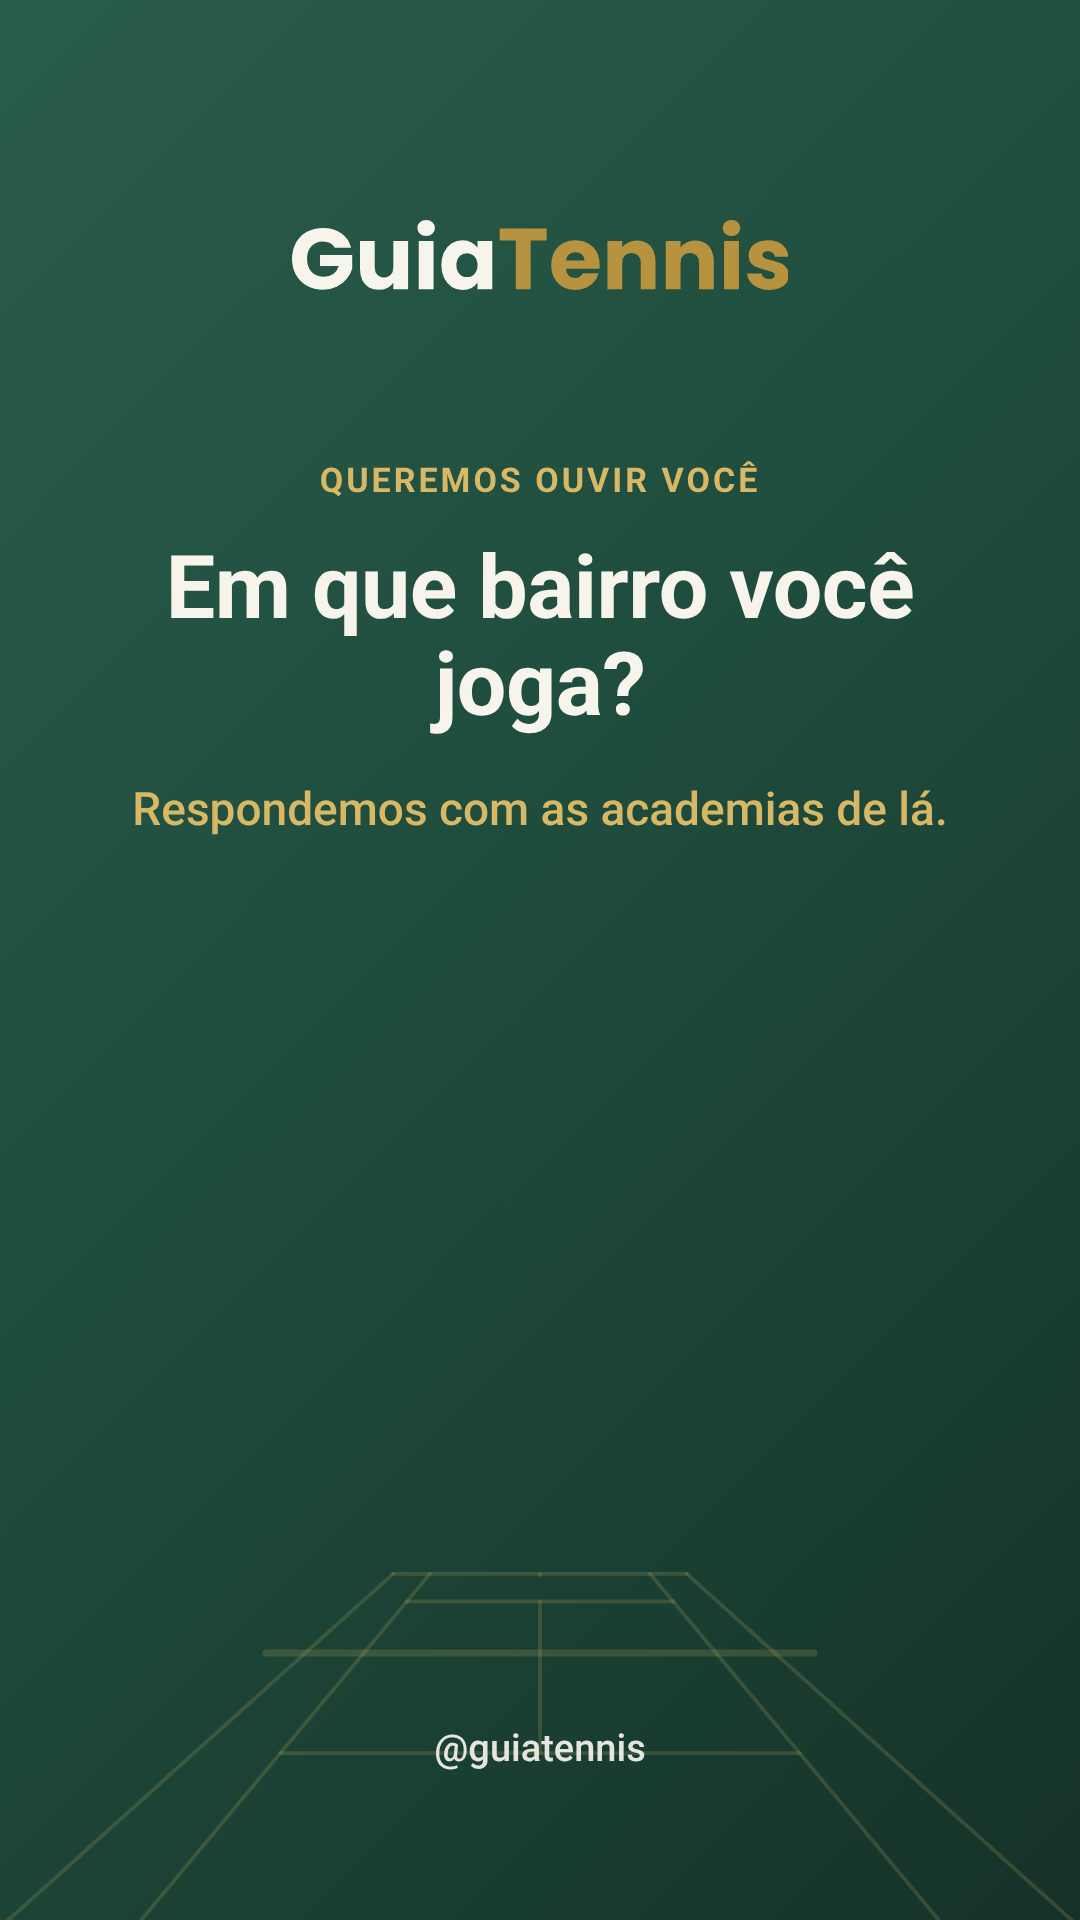 GuiaTennis
QUEREMOS OUVIR VOCÊ
Em que bairro você
joga?
Respondemos com as academias de lá.
@guiatennis